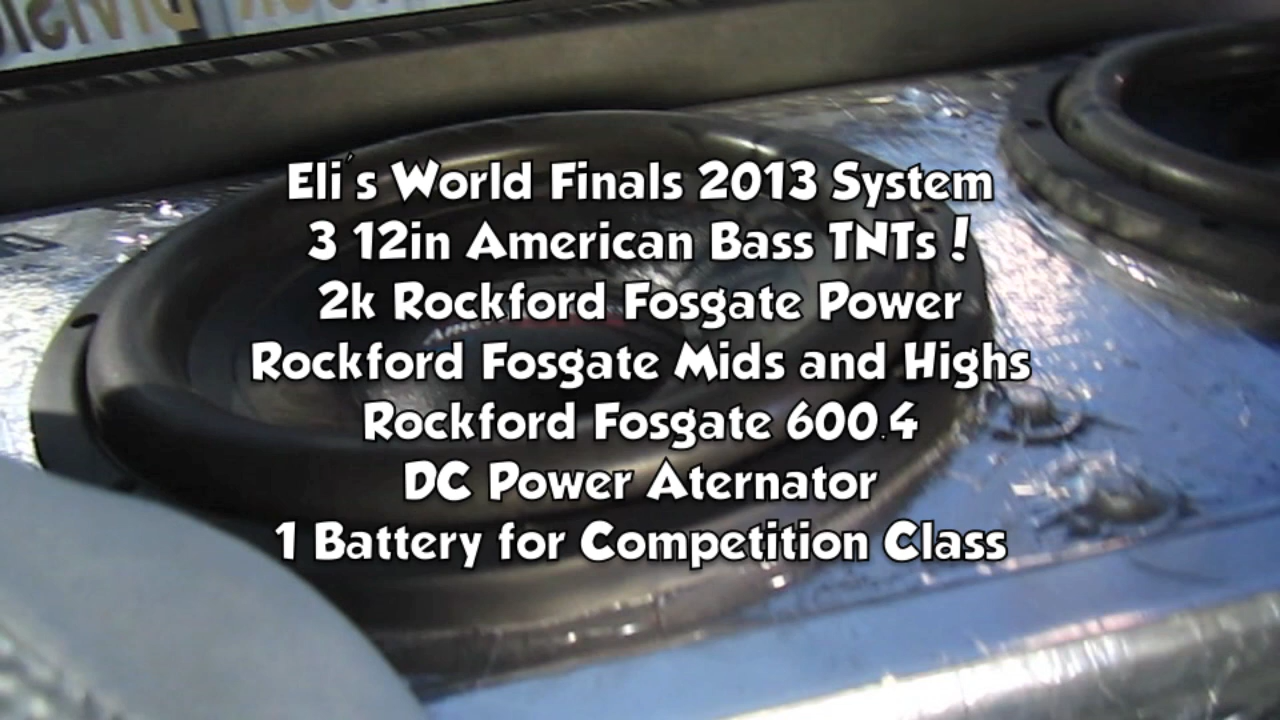 DIVISIO
Eli's World Finals 2013 System
3 12in American Bass TNTs!
2k Rockford Fosgate Power
Rockford Fosgate Mids and Highs
Rockford Fosgate 600.4
DC Power Aternator
1 Battery for Competition Class